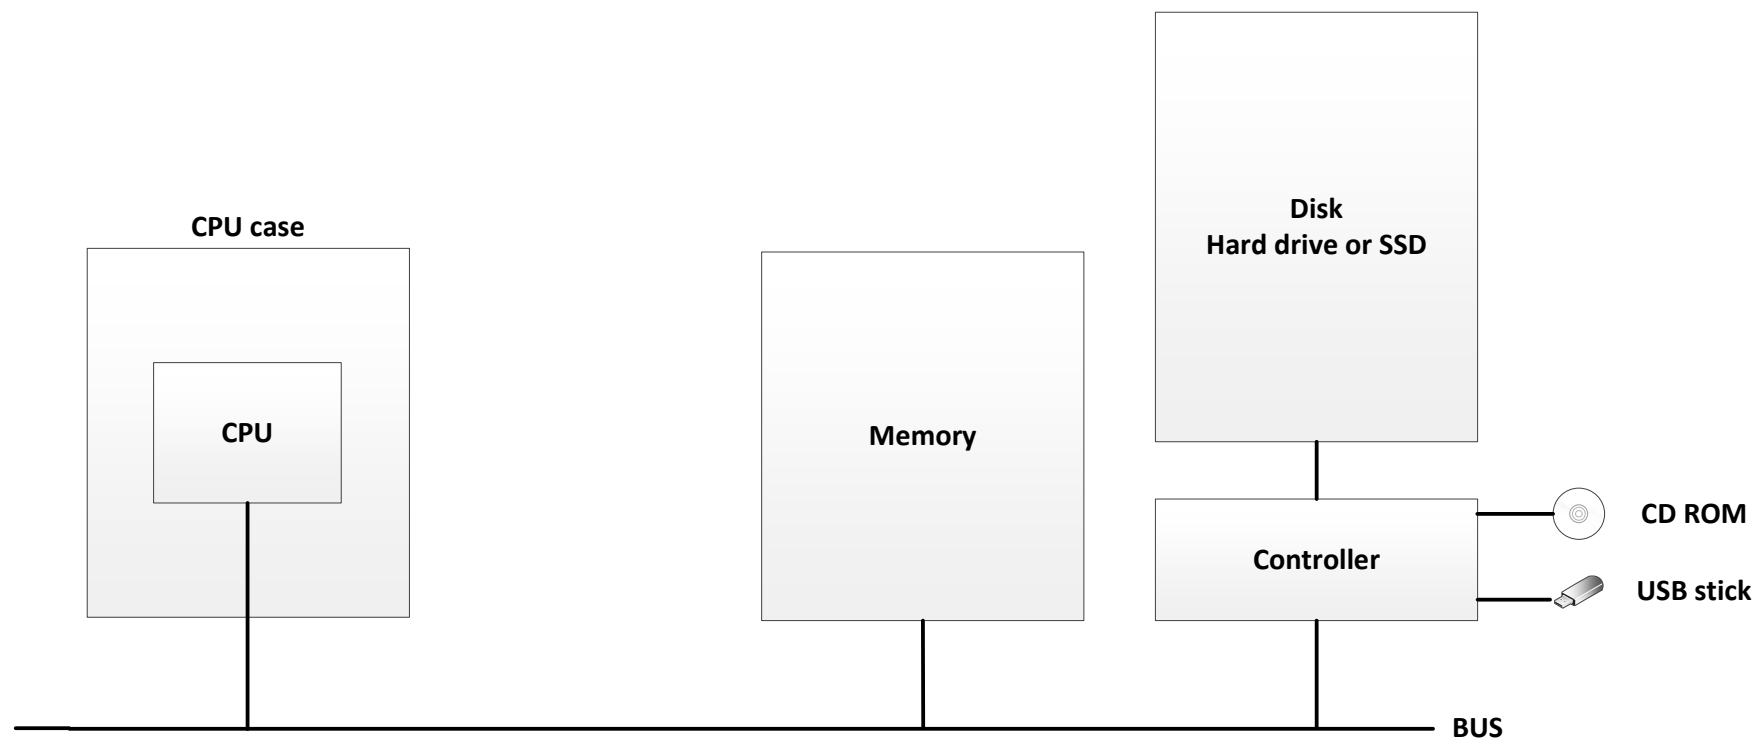 CPU case
CPU
Memory
Disk
Hard drive or SSD
Controller
CD ROM
USB stick
BUS